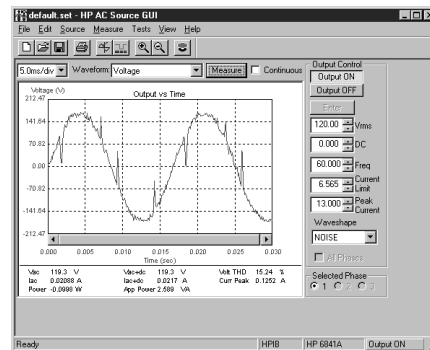 default.set - HP AC Source GUI
File Edit Source Measure Tests View Help
5.0ms/div Waveform: Voltage Measure Continuous
Output Control
Output ON
Output OFF
Enter
120.00 Vrms
0.000 DC
60.000 Freq
6.565 Current Limit
13.000 Peak Current
Waveshape
NOISE
All Phases
Selected Phase
1 2 3
Voltage (V)
Output vs Time
212.47
141.64
70.82
0.00
-70.82
-141.64
-212.47
0.000 0.005 0.010 0.015 0.020 0.025 0.030
Time (sec)
Vac 119.3 V Vac+dc 119.3 V Volt THD 15.24 %
Iac 0.02088 A Iac+dc 0.0217 A Curr Peak 0.1252 A
Power -0.0998 W App Power 2.589 VA
Ready HPIB HP 6841A Output ON